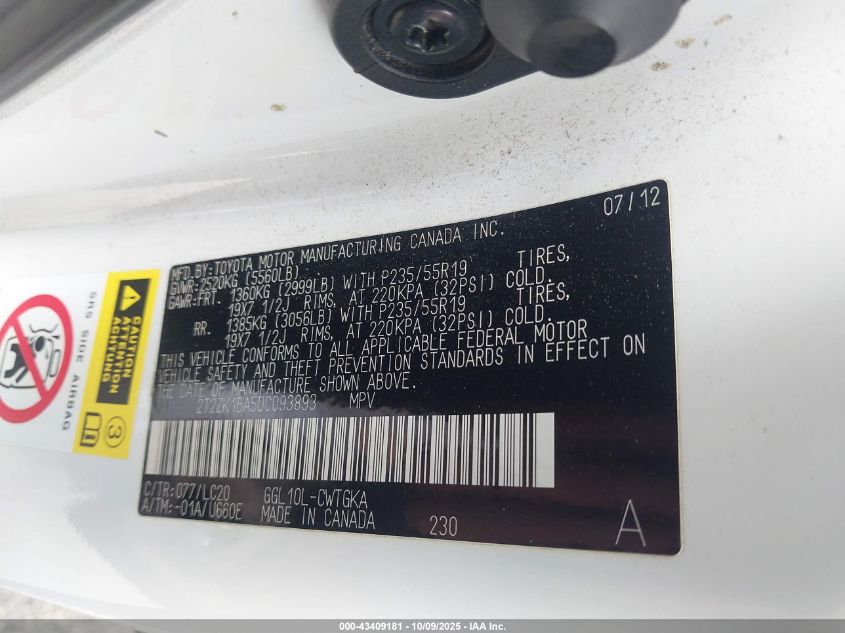 07/12
MFD.BY:TOYOTA MOTOR MANUFACTURING CANADA INC.
GVWR:2520KG (5560LB)
GAWR:FRT. 1360KG (2999LB) WITH P235/55R19 TIRES,
19X7 1/2J RIMS, AT 220KPA (32PSI) COLD.
RR. 1385KG (3056LB) WITH P235/55R19 TIRES,
19X7 1/2J RIMS, AT 220KPA (32PSI) COLD.
THIS VEHICLE CONFORMS TO ALL APPLICABLE FEDERAL MOTOR
VEHICLE SAFETY AND THEFT PREVENTION STANDARDS IN EFFECT ON
THE DATE OF MANUFACTURE SHOWN ABOVE.
2T2ZK1BA5DC093893 MPV
C/TR:077/LC20 GGL10L-CWTGKA
A/TM:-01A/U660E MADE IN CANADA 230 A
SRS SIDE AIRBAG
CAUTION
ATTENTION
ACHTUNG
3
000-43409181 - 10/09/2025 - IAA Inc.